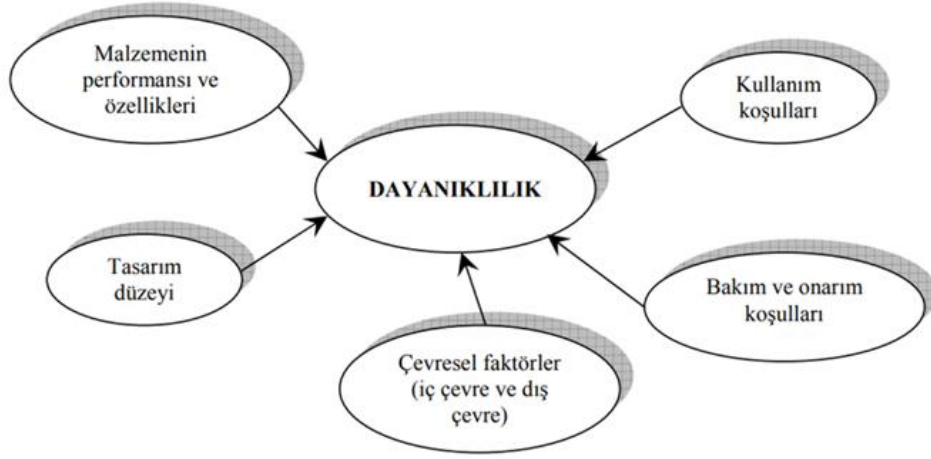 Malzemenin
performansı ve
özellikleri
Kullanım
koşulları
DAYANIKLILIK
Tasarım
düzeyi
Bakım ve onarım
koşulları
Çevresel faktörler
(iç çevre ve dış
çevre)